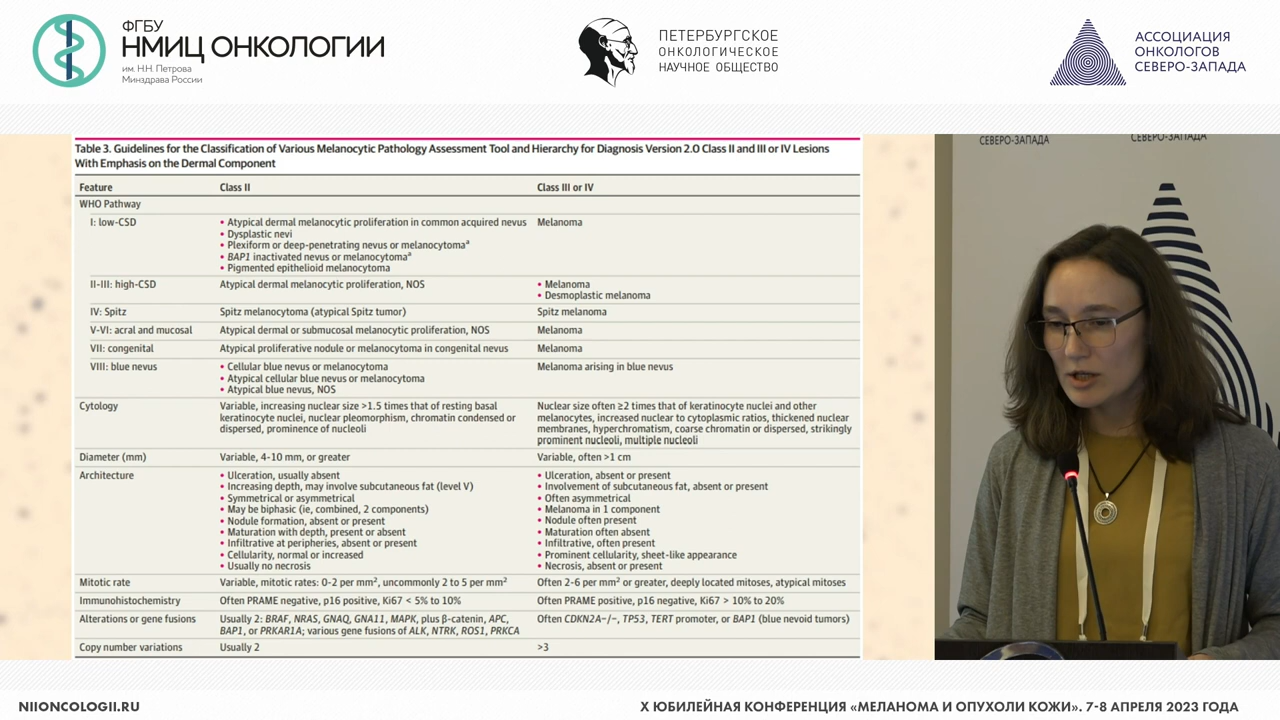 ФГБУ
НМИЦ ОНКОЛОГИИ
им. Н.Н. Петрова
Минздрава России
ПЕТЕРБУРГСКОЕ
ОНКОЛОГИЧЕСКОЕ
НАУЧНОЕ ОБЩЕСТВО
АССОЦИАЦИЯ
ОНКОЛОГОВ
СЕВЕРО-ЗАПАДА
Table 3. Guidelines for the Classification of Various Melanocytic Pathology Assessment Tool and Hierarchy for Diagnosis Version 2.0 Class II and III or IV Lesions
With Emphasis on the Dermal Component
Feature Class II Class III or IV
WHO Pathway
I: low-CSD • Atypical dermal melanocytic proliferation in common acquired nevus Melanoma
• Dysplastic nevi
• Plexiform or deep-penetrating nevus or melanocytomaª
• BAP1 inactivated nevus or melanocytomaª
• Pigmented epithelioid melanocytoma
II-III: high-CSD Atypical dermal melanocytic proliferation, NOS • Melanoma
• Desmoplastic melanoma
IV: Spitz Spitz melanocytoma (atypical Spitz tumor) Spitz melanoma
V-VI: acral and mucosal Atypical dermal or submucosal melanocytic proliferation, NOS Melanoma
VII: congenital Atypical proliferative nodule or melanocytoma in congenital nevus Melanoma
VIII: blue nevus • Cellular blue nevus or melanocytoma Melanoma arising in blue nevus
• Atypical cellular blue nevus or melanocytoma
• Atypical blue nevus, NOS
Cytology Variable, increasing nuclear size >1.5 times that of resting basal Nuclear size often ≥2 times that of keratinocyte nuclei and other
keratinocyte nuclei, nuclear pleomorphism, chromatin condensed or melanocytes, increased nuclear to cytoplasmic ratios, thickened nuclear
dispersed, prominence of nucleoli membranes, hyperchromatism, coarse chromatin or dispersed, strikingly
prominent nucleoli, multiple nucleoli
Diameter (mm) Variable, 4-10 mm, or greater Variable, often >1 cm
Architecture • Ulceration, usually absent • Ulceration, absent or present
• Increasing depth, may involve subcutaneous fat (level V) • Involvement of subcutaneous fat, absent or present
• Symmetrical or asymmetrical • Often asymmetrical
• May be biphasic (ie, combined, 2 components) • Melanoma in 1 component
• Nodule formation, absent or present • Nodule often present
• Maturation with depth, present or absent • Maturation often absent
• Infiltrative at peripheries, absent or present • Infiltrative, often present
• Cellularity, normal or increased • Prominent cellularity, sheet-like appearance
• Usually no necrosis • Necrosis, absent or present
Mitotic rate Variable, mitotic rates: 0-2 per mm², uncommonly 2 to 5 per mm² Often 2-6 per mm² or greater, deeply located mitoses, atypical mitoses
Immunohistochemistry Often PRAME negative, p16 positive, Ki67 < 5% to 10% Often PRAME positive, p16 negative, Ki67 > 10% to 20%
Alterations or gene fusions Usually 2: BRAF, NRAS, GNAQ, GNA11, MAPK, plus β-catenin, APC, Often CDKN2A−/−, TP53, TERT promoter, or BAP1 (blue nevoid tumors)
BAP1, or PRKAR1A; various gene fusions of ALK, NTRK, ROS1, PRKCA
Copy number variations Usually 2 >3
СЕВЕРО-ЗАПАДА СЕВЕРО-ЗАПАДА
NIIONCOLOGII.RU
X ЮБИЛЕЙНАЯ КОНФЕРЕНЦИЯ «МЕЛАНОМА И ОПУХОЛИ КОЖИ». 7-8 АПРЕЛЯ 2023 ГОДА